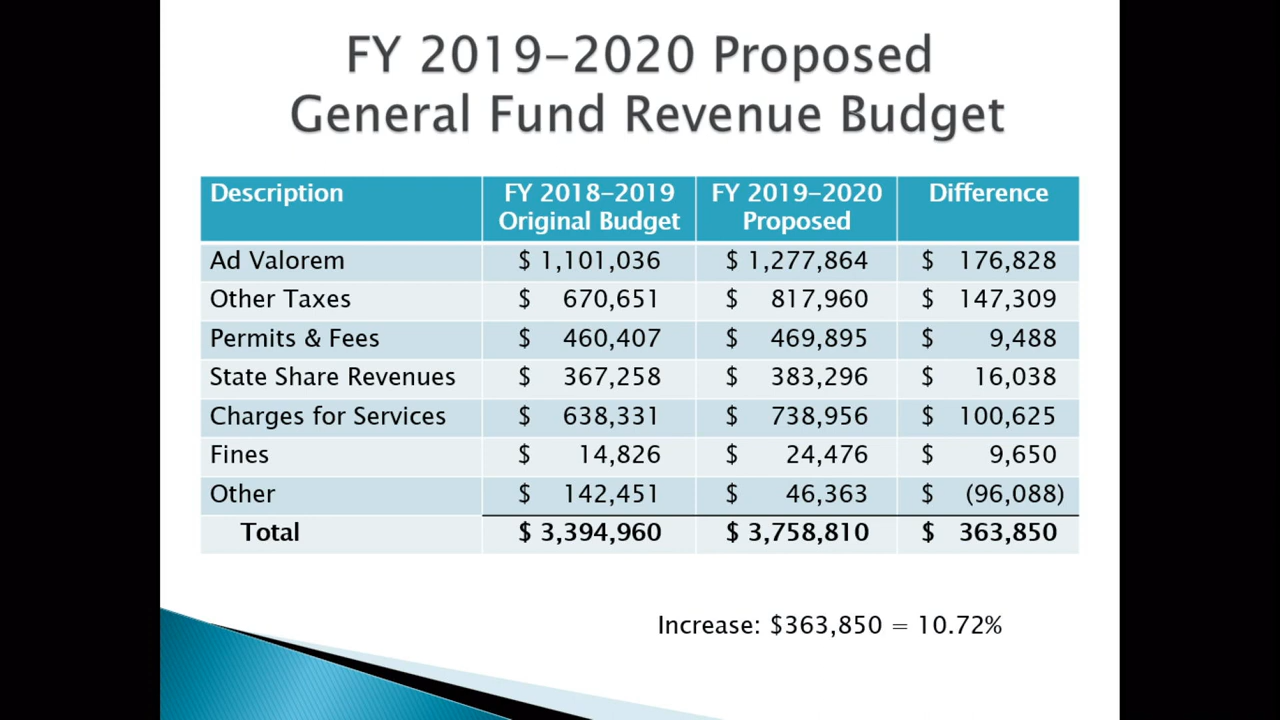 FY 2019-2020 Proposed
General Fund Revenue Budget
Description FY 2018-2019 Original Budget FY 2019-2020 Proposed Difference
Ad Valorem $ 1,101,036 $ 1,277,864 $ 176,828
Other Taxes $ 670,651 $ 817,960 $ 147,309
Permits & Fees $ 460,407 $ 469,895 $ 9,488
State Share Revenues $ 367,258 $ 383,296 $ 16,038
Charges for Services $ 638,331 $ 738,956 $ 100,625
Fines $ 14,826 $ 24,476 $ 9,650
Other $ 142,451 $ 46,363 $ (96,088)
Total $ 3,394,960 $ 3,758,810 $ 363,850
Increase: $363,850 = 10.72%